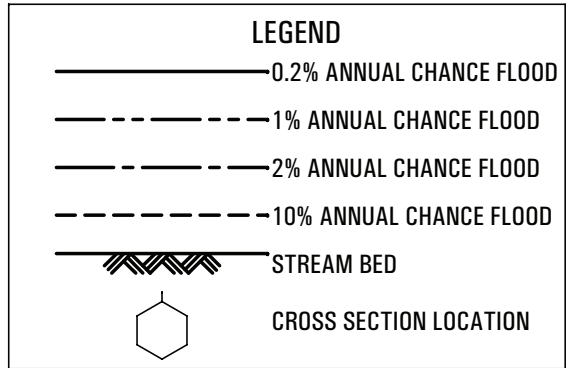 LEGEND
0.2% ANNUAL CHANCE FLOOD
1% ANNUAL CHANCE FLOOD
2% ANNUAL CHANCE FLOOD
10% ANNUAL CHANCE FLOOD
STREAM BED
CROSS SECTION LOCATION